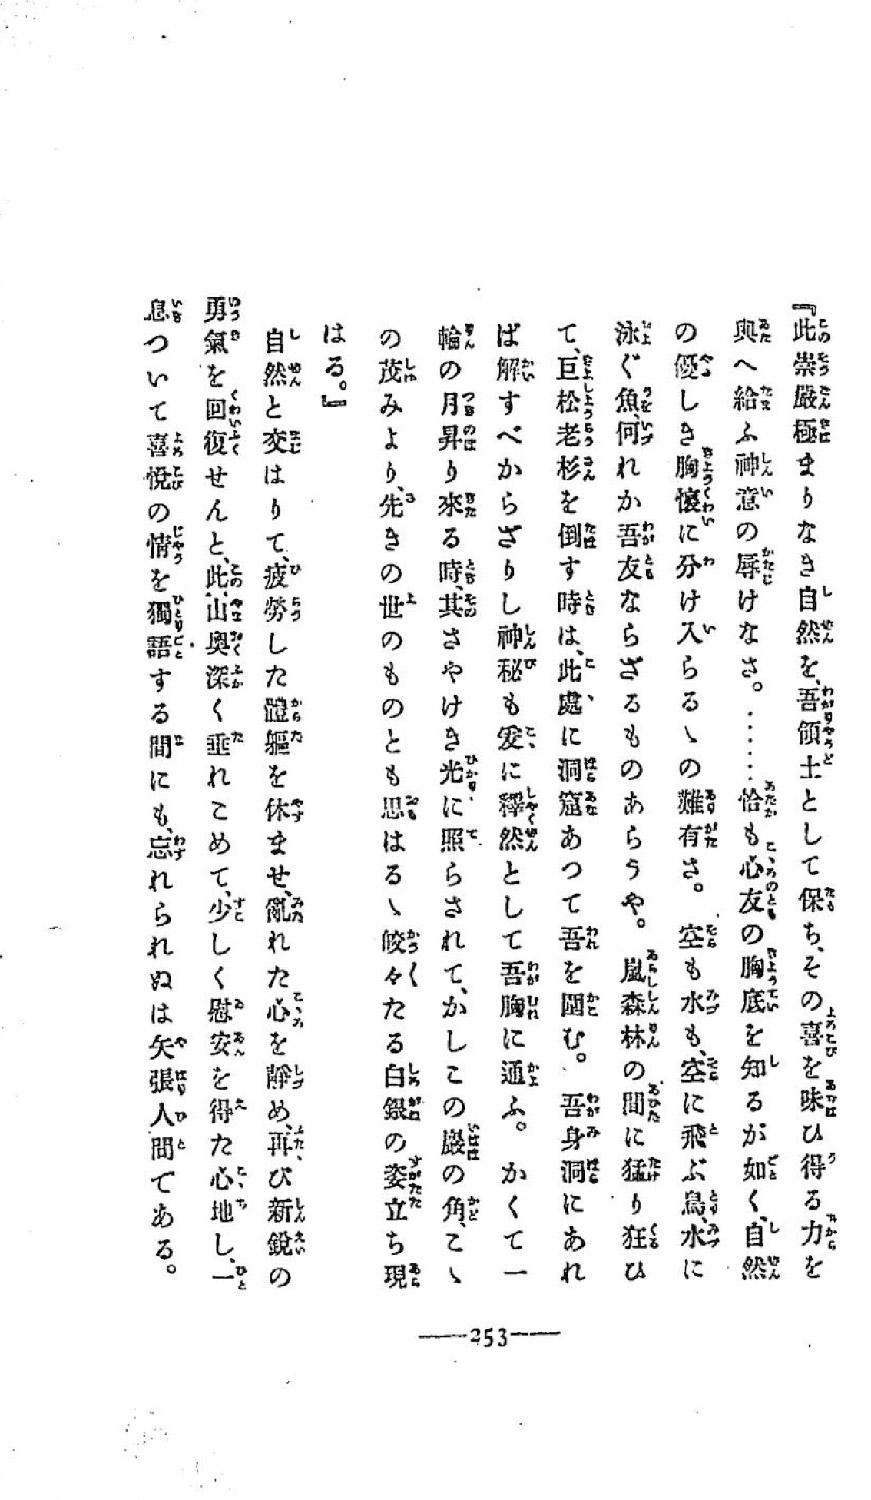 『此崇嚴極まりなき自然を、吾領土として保ち、その喜を味ひ得る力を
與へ給ふ神意の辱けなさ。……恰も心友の胸底を知るが如く、自然
の優しき胸懷に分け入らるゝの難有さ。空も水も、空に飛ぶ鳥、水に
泳ぐ魚、何れか吾友ならざるものあらうや。嵐森林の間に猛り狂ひ
て、巨松老杉を倒す時は、此處に洞窟あつて吾を圍む。吾身洞にあれ
ば解すべからざりし神秘も爰に釋然として吾胸に通ふ。かくて一
輪の月昇り來る時、其さやけき光に照らされて、かしこの巖の角、こゝ
の茂みより、先きの世のものとも思はるゝ皎々たる白銀の姿立ち現
はる。』
自然と交はりて、疲勞した體軀を休ませ、亂れた心を靜め、再び新鋭の
勇氣を回復せんと、此山奧深く垂れこめて、少しく慰安を得た心地し、一
息ついて喜悅の情を獨語する間にも、忘れられぬは矢張人間てある。
253